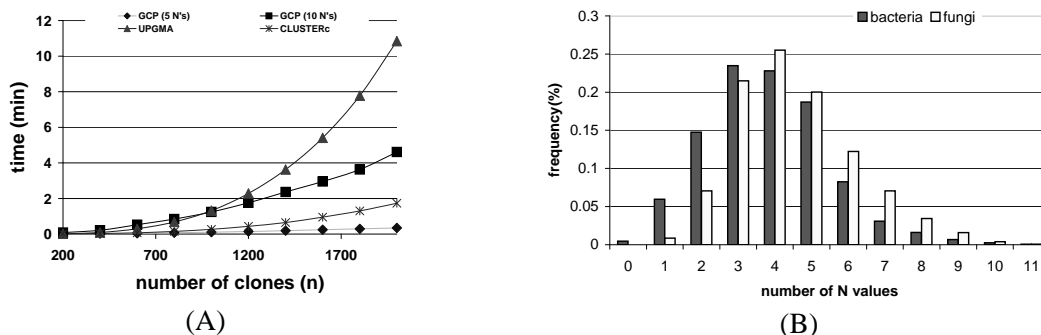 GCP (5 N's) GCP (10 N's)
UPGMA CLUSTERc
12
10
8
6
4
2
0
time (min)
200 700 1200 1700
number of clones (n)
(A)
bacteria fungi
0.3
0.25
0.2
0.15
0.1
0.05
0
frequency(%)
0 1 2 3 4 5 6 7 8 9 10 11
number of N values
(B)